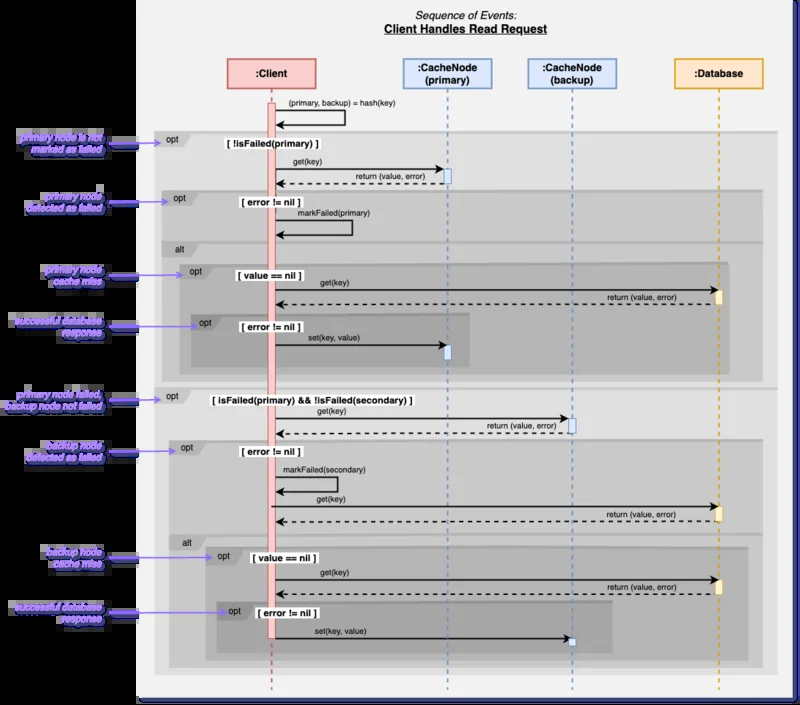 Sequence of Events:
Client Handles Read Request
:Client
:CacheNode
(primary)
:CacheNode
(backup)
:Database
(primary, backup) = hash(key)
primary node is not
marked as failed
opt
[ !isFailed(primary) ]
get(key)
return (value, error)
primary node
detected as failed
opt
[ error != nil ]
markFailed(primary)
alt
primary node
cache miss
opt
[ value == nil ]
get(key)
return (value, error)
successful database
response
opt
[ error != nil ]
set(key, value)
primary node failed,
backup node not failed
opt
[ isFailed(primary) && !isFailed(secondary) ]
get(key)
return (value, error)
backup node
detected as failed
opt
[ error != nil ]
markFailed(secondary)
get(key)
return (value, error)
alt
backup node
cache miss
opt
[ value == nil ]
get(key)
return (value, error)
successful database
response
opt
[ error != nil ]
set(key, value)